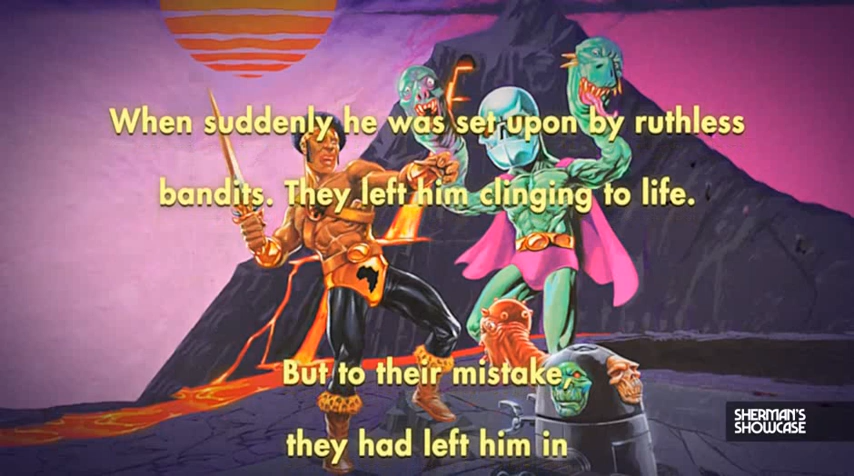 When suddenly he was set upon by ruthless
bandits. They left him clinging to life.
But to their mistake
they had left him in
SHERMAN'S
SHOWCASE